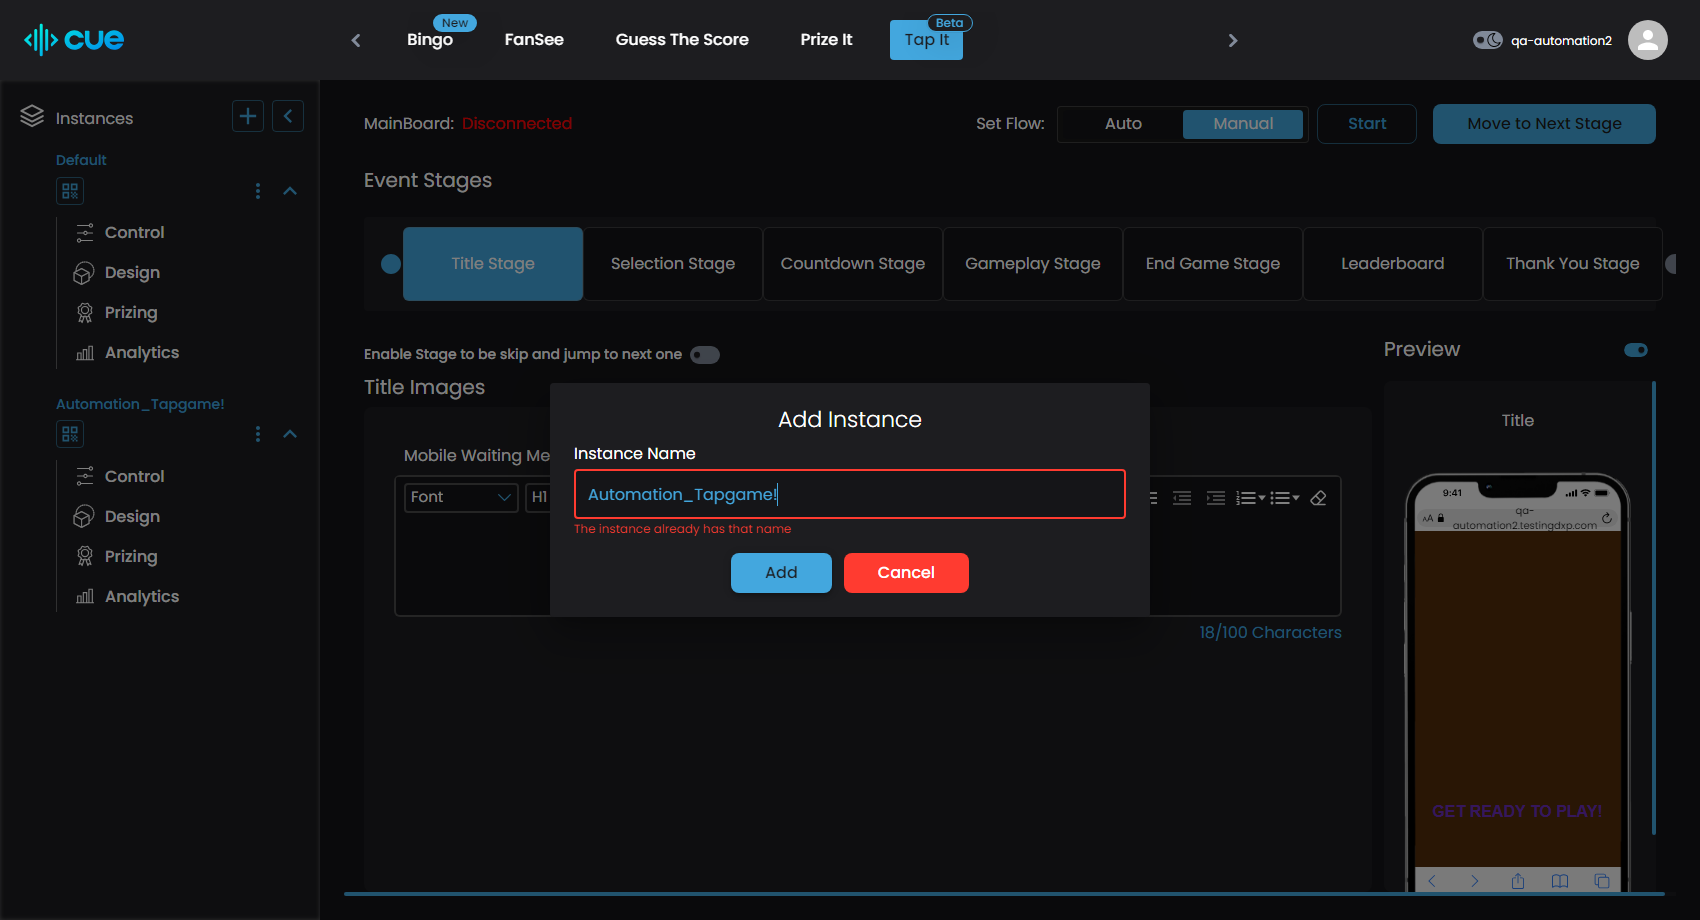 cue
New
Bingo
FanSee
Guess The Score
Prize It
Beta
Tap It
qa-automation2
Instances
Default
Control
Design
Prizing
Analytics
Automation_Tapgame!
Control
Design
Prizing
Analytics
MainBoard: Disconnected
Set Flow:
Auto
Manual
Start
Move to Next Stage
Event Stages
Title Stage
Selection Stage
Countdown Stage
Gameplay Stage
End Game Stage
Leaderboard
Thank You Stage
Enable Stage to be skip and jump to next one
Title Images
Mobile Waiting Me
Font
H1
18/100 Characters
Add Instance
Instance Name
Automation_Tapgame!
The instance already has that name
Add
Cancel
Preview
Title
9:41
AA
qa-
automation2.testingdxp.com
GET READY TO PLAY!